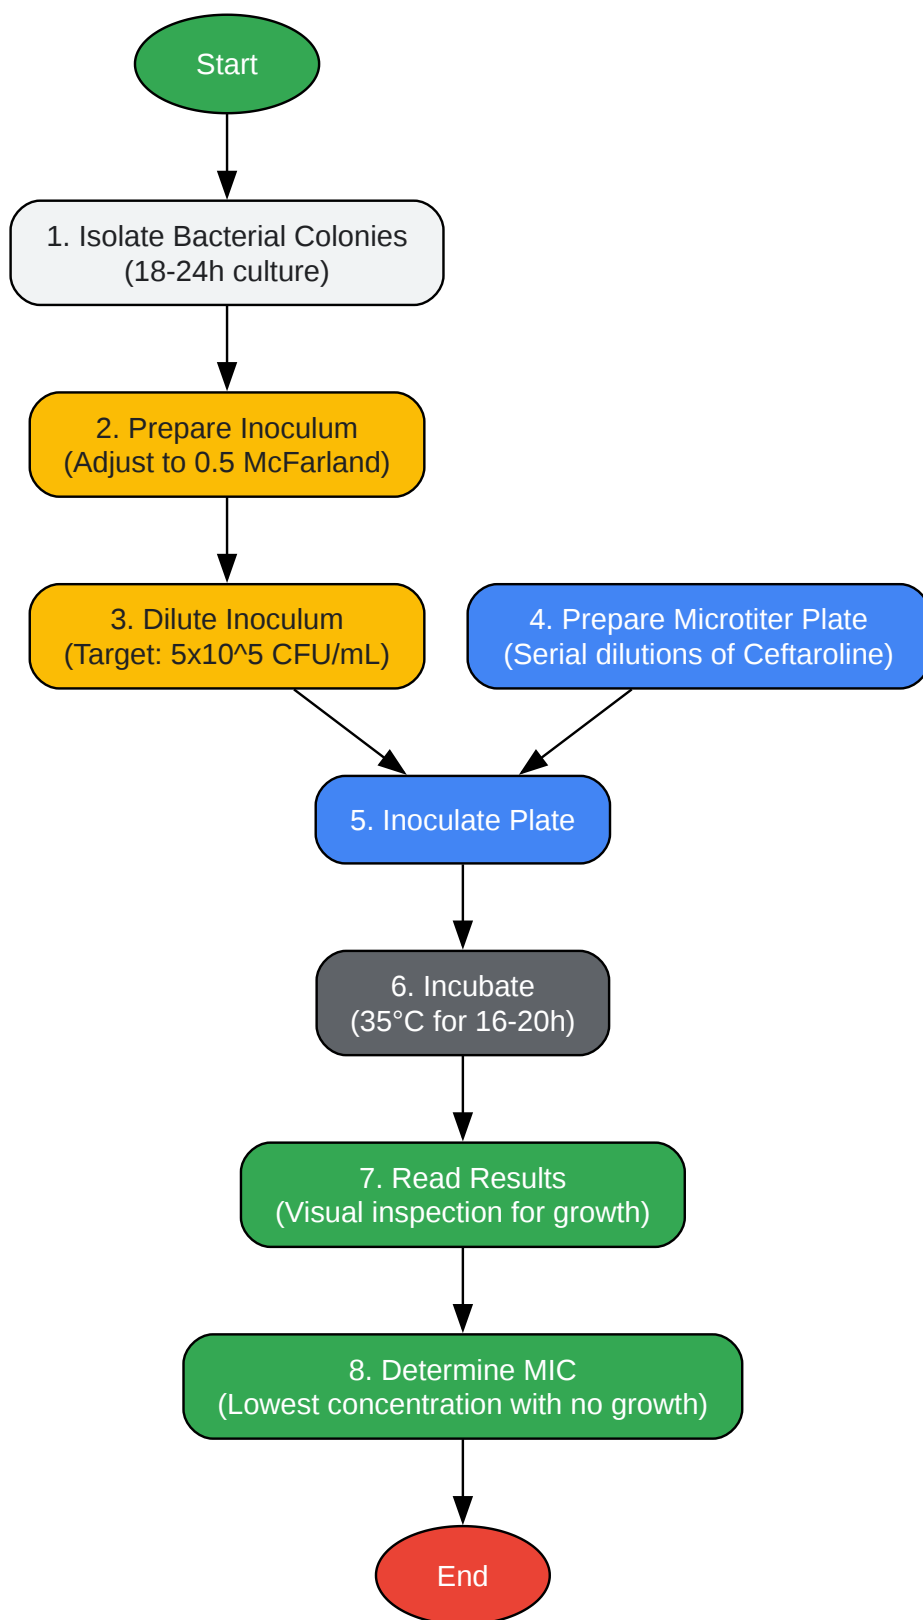 Start
1. Isolate Bacterial Colonies
(18-24h culture)
2. Prepare Inoculum
(Adjust to 0.5 McFarland)
3. Dilute Inoculum
(Target: 5x10^5 CFU/mL)
4. Prepare Microtiter Plate
(Serial dilutions of Ceftaroline)
5. Inoculate Plate
6. Incubate
(35°C for 16-20h)
7. Read Results
(Visual inspection for growth)
8. Determine MIC
(Lowest concentration with no growth)
End